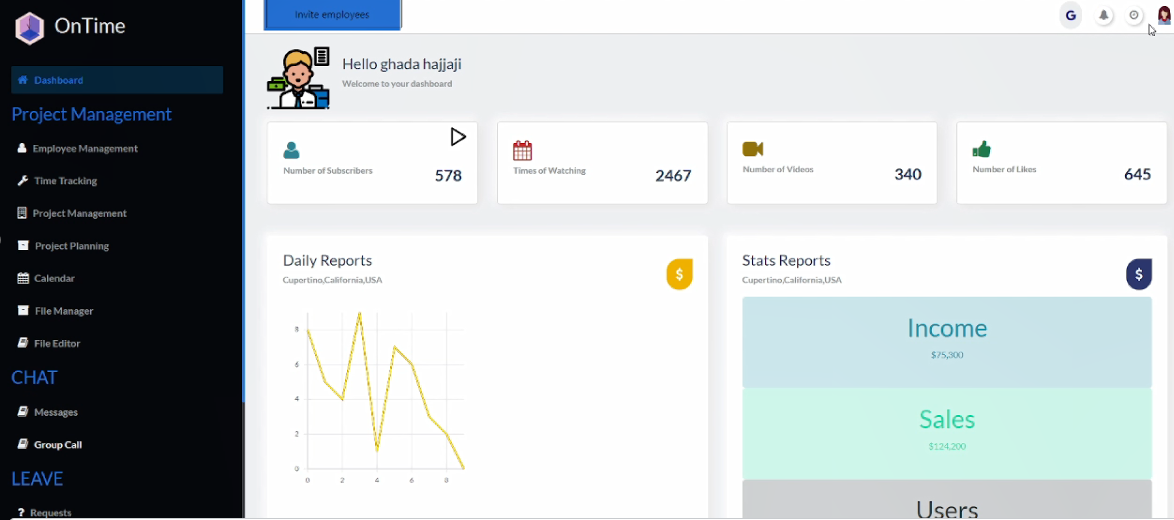 OnTime
Dashboard
Project Management
Employee Management
Time Tracking
Project Management
Project Planning
Calendar
File Manager
File Editor
CHAT
Messages
Group Call
LEAVE
? Requests
Invite employees
G
Hello ghada hajjaji
Welcome to your dashboard
Number of Subscribers
578
Times of Watching
2467
Number of Videos
340
Number of Likes
645
Daily Reports
Cupertino,California,USA
$
8
6
4
2
0
0 2 4 6 8
Stats Reports
Cupertino,California,USA
$
Income
$75,300
Sales
$124,200
Users